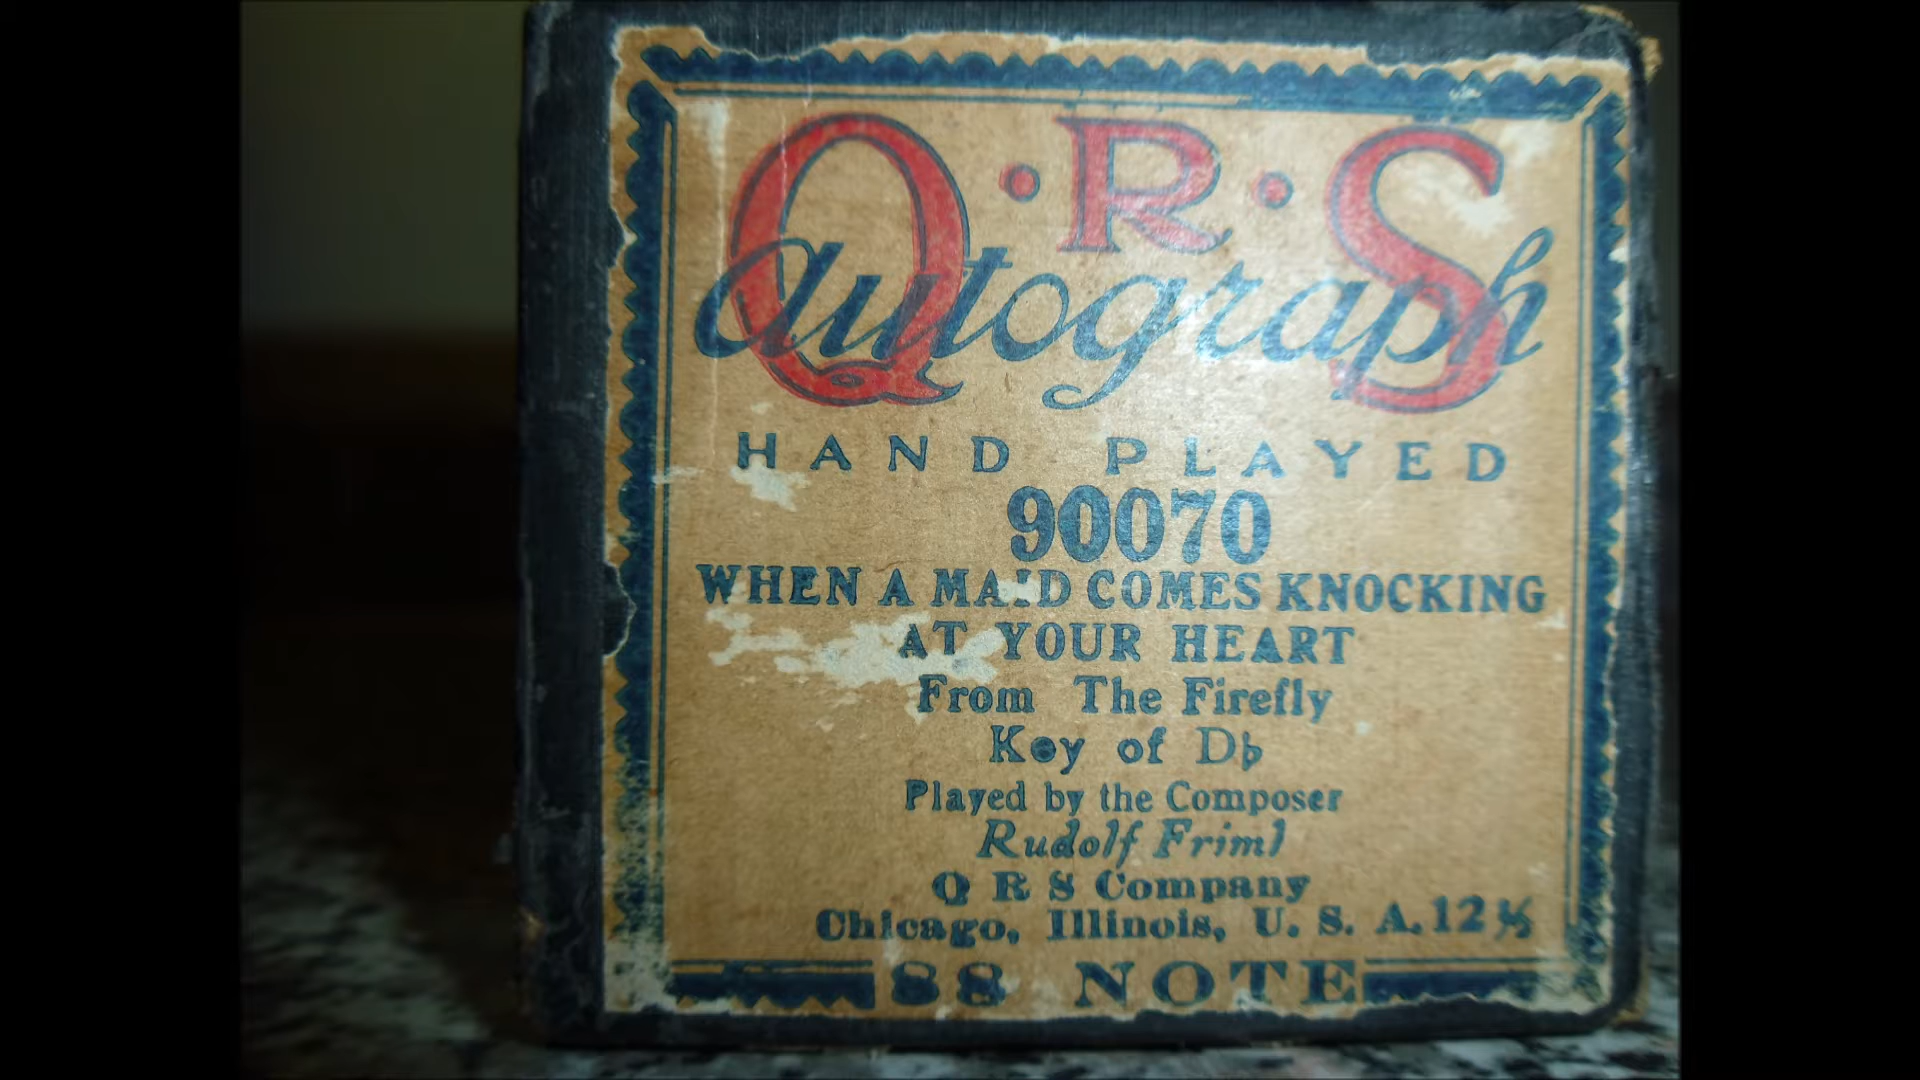 Q·R·S
Autograph
HAND PLAYED
90070
WHEN A MAID COMES KNOCKING
AT YOUR HEART
From The Firefly
Key of D♭
Played by the Composer
Rudolf Friml
Q R S Company
Chicago, Illinois, U. S. A.
88 NOTE